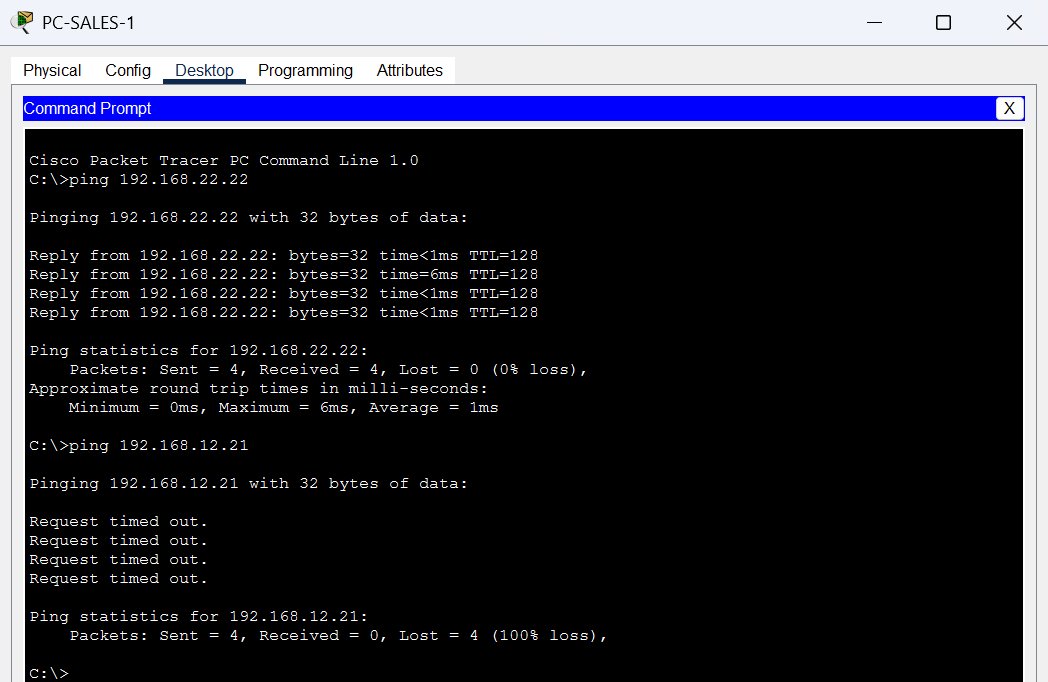 PC-SALES-1
Physical Config Desktop Programming Attributes
Command Prompt X
Cisco Packet Tracer PC Command Line 1.0
C:\>ping 192.168.22.22
Pinging 192.168.22.22 with 32 bytes of data:
Reply from 192.168.22.22: bytes=32 time<1ms TTL=128
Reply from 192.168.22.22: bytes=32 time=6ms TTL=128
Reply from 192.168.22.22: bytes=32 time<1ms TTL=128
Reply from 192.168.22.22: bytes=32 time<1ms TTL=128
Ping statistics for 192.168.22.22:
    Packets: Sent = 4, Received = 4, Lost = 0 (0% loss),
Approximate round trip times in milli-seconds:
    Minimum = 0ms, Maximum = 6ms, Average = 1ms
C:\>ping 192.168.12.21
Pinging 192.168.12.21 with 32 bytes of data:
Request timed out.
Request timed out.
Request timed out.
Request timed out.
Ping statistics for 192.168.12.21:
    Packets: Sent = 4, Received = 0, Lost = 4 (100% loss),
C:\>